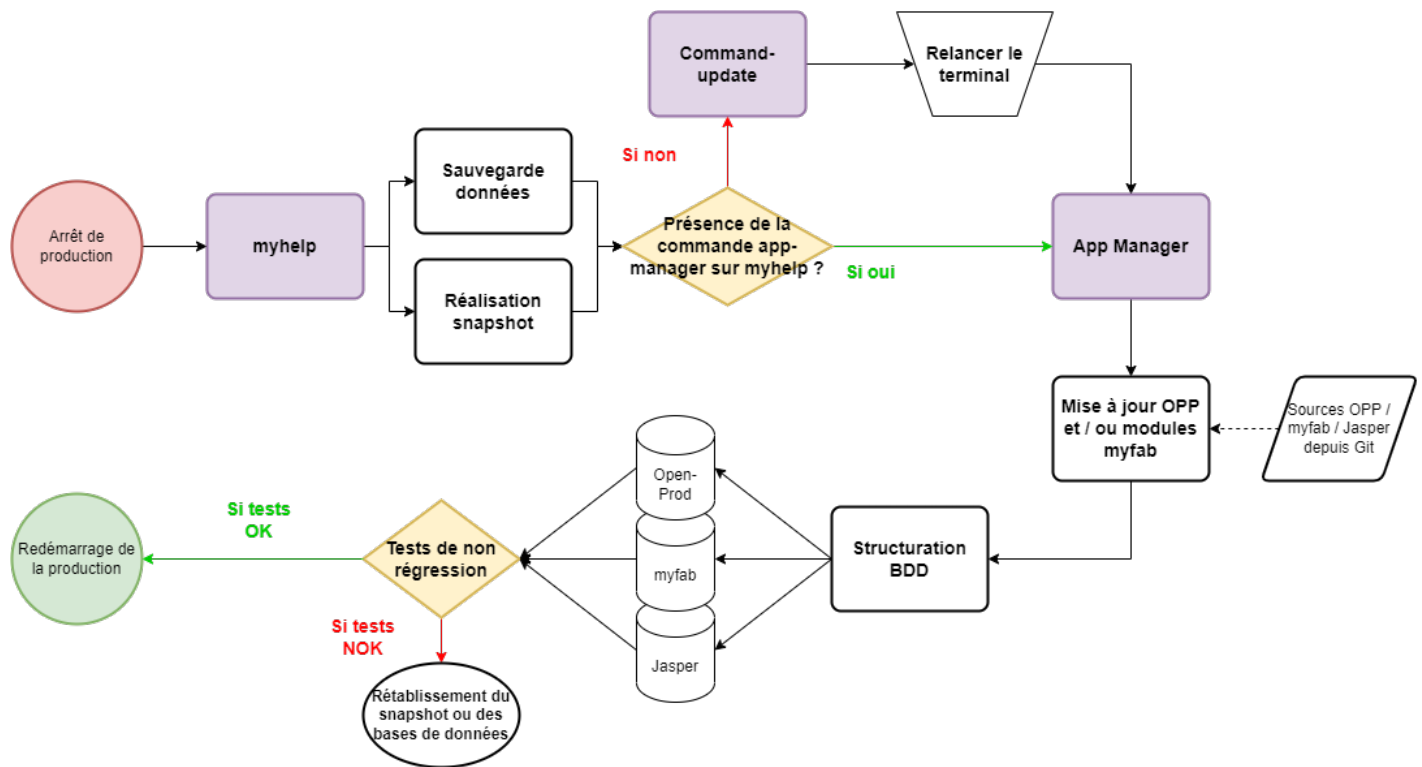 Command-
update
Relancer le
terminal
Si non
Sauvegarde
données
Arrêt de
production
myhelp
Présence de la
commande app-
manager sur myhelp ?
Si oui
App Manager
Réalisation
snapshot
Mise à jour OPP
et / ou modules
myfab
Sources OPP /
myfab / Jasper
depuis Git
Open-
Prod
Si tests
OK
Redémarrage de
la production
Tests de non
régression
myfab
Structuration
BDD
Si tests
NOK
Jasper
Rétablissement du
snapshot ou des
bases de données